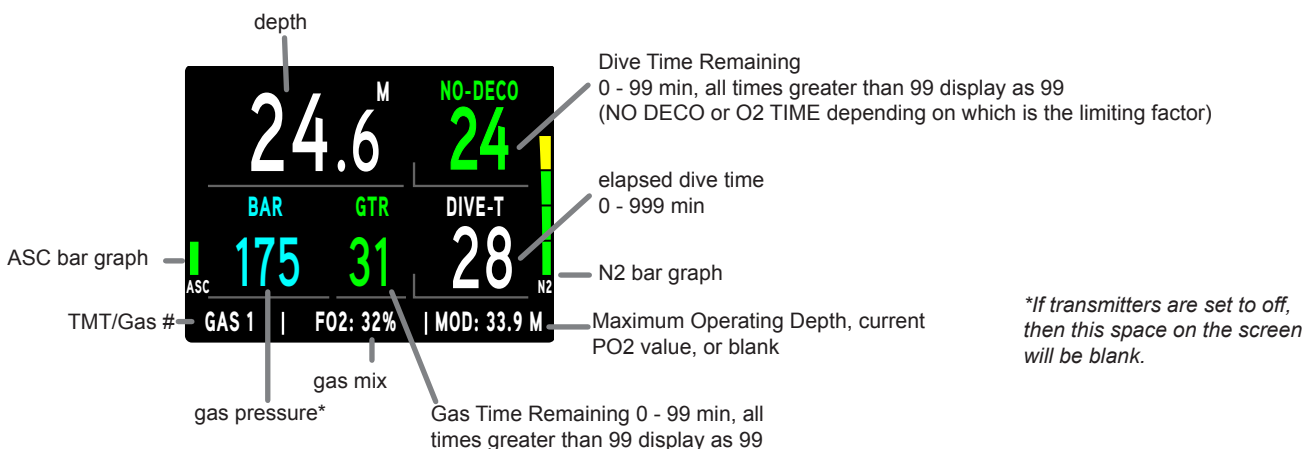 depth
Dive Time Remaining
0 - 99 min, all times greater than 99 display as 99
(NO DECO or O2 TIME depending on which is the limiting factor)
24.6 M
NO-DECO
24
elapsed dive time
0 - 999 min
BAR GTR DIVE-T
175 31 28
ASC bar graph
ASC
N2
N2 bar graph
TMT/Gas #
GAS 1 | FO2: 32% | MOD: 33.9 M
Maximum Operating Depth, current
PO2 value, or blank
*If transmitters are set to off,
then this space on the screen
will be blank.
gas mix
gas pressure*
Gas Time Remaining 0 - 99 min, all
times greater than 99 display as 99